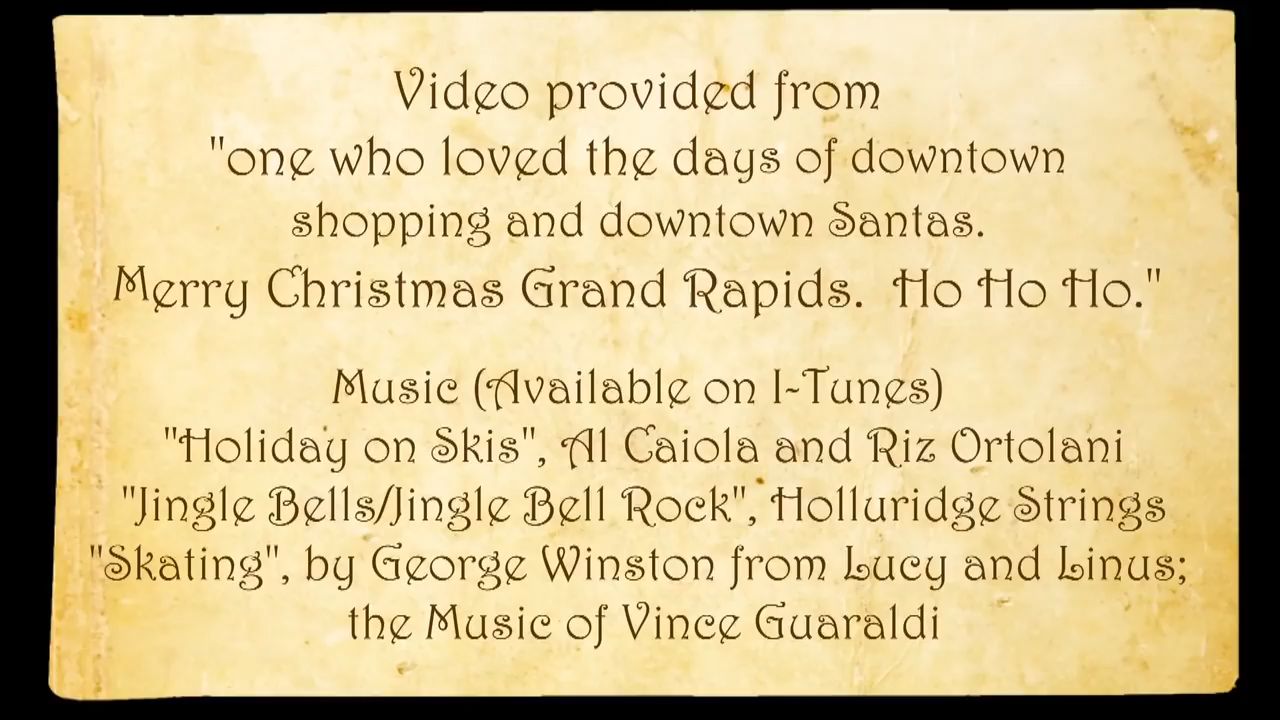 Video provided from
"one who loved the days of downtown
shopping and downtown Santas.
Merry Christmas Grand Rapids.  Ho Ho Ho."
Music (Available on I-Tunes)
"Holiday on Skis", Al Caiola and Riz Ortolani
"Jingle Bells/Jingle Bell Rock", Holluridge Strings
"Skating", by George Winston from Lucy and Linus;
the Music of Vince Guaraldi